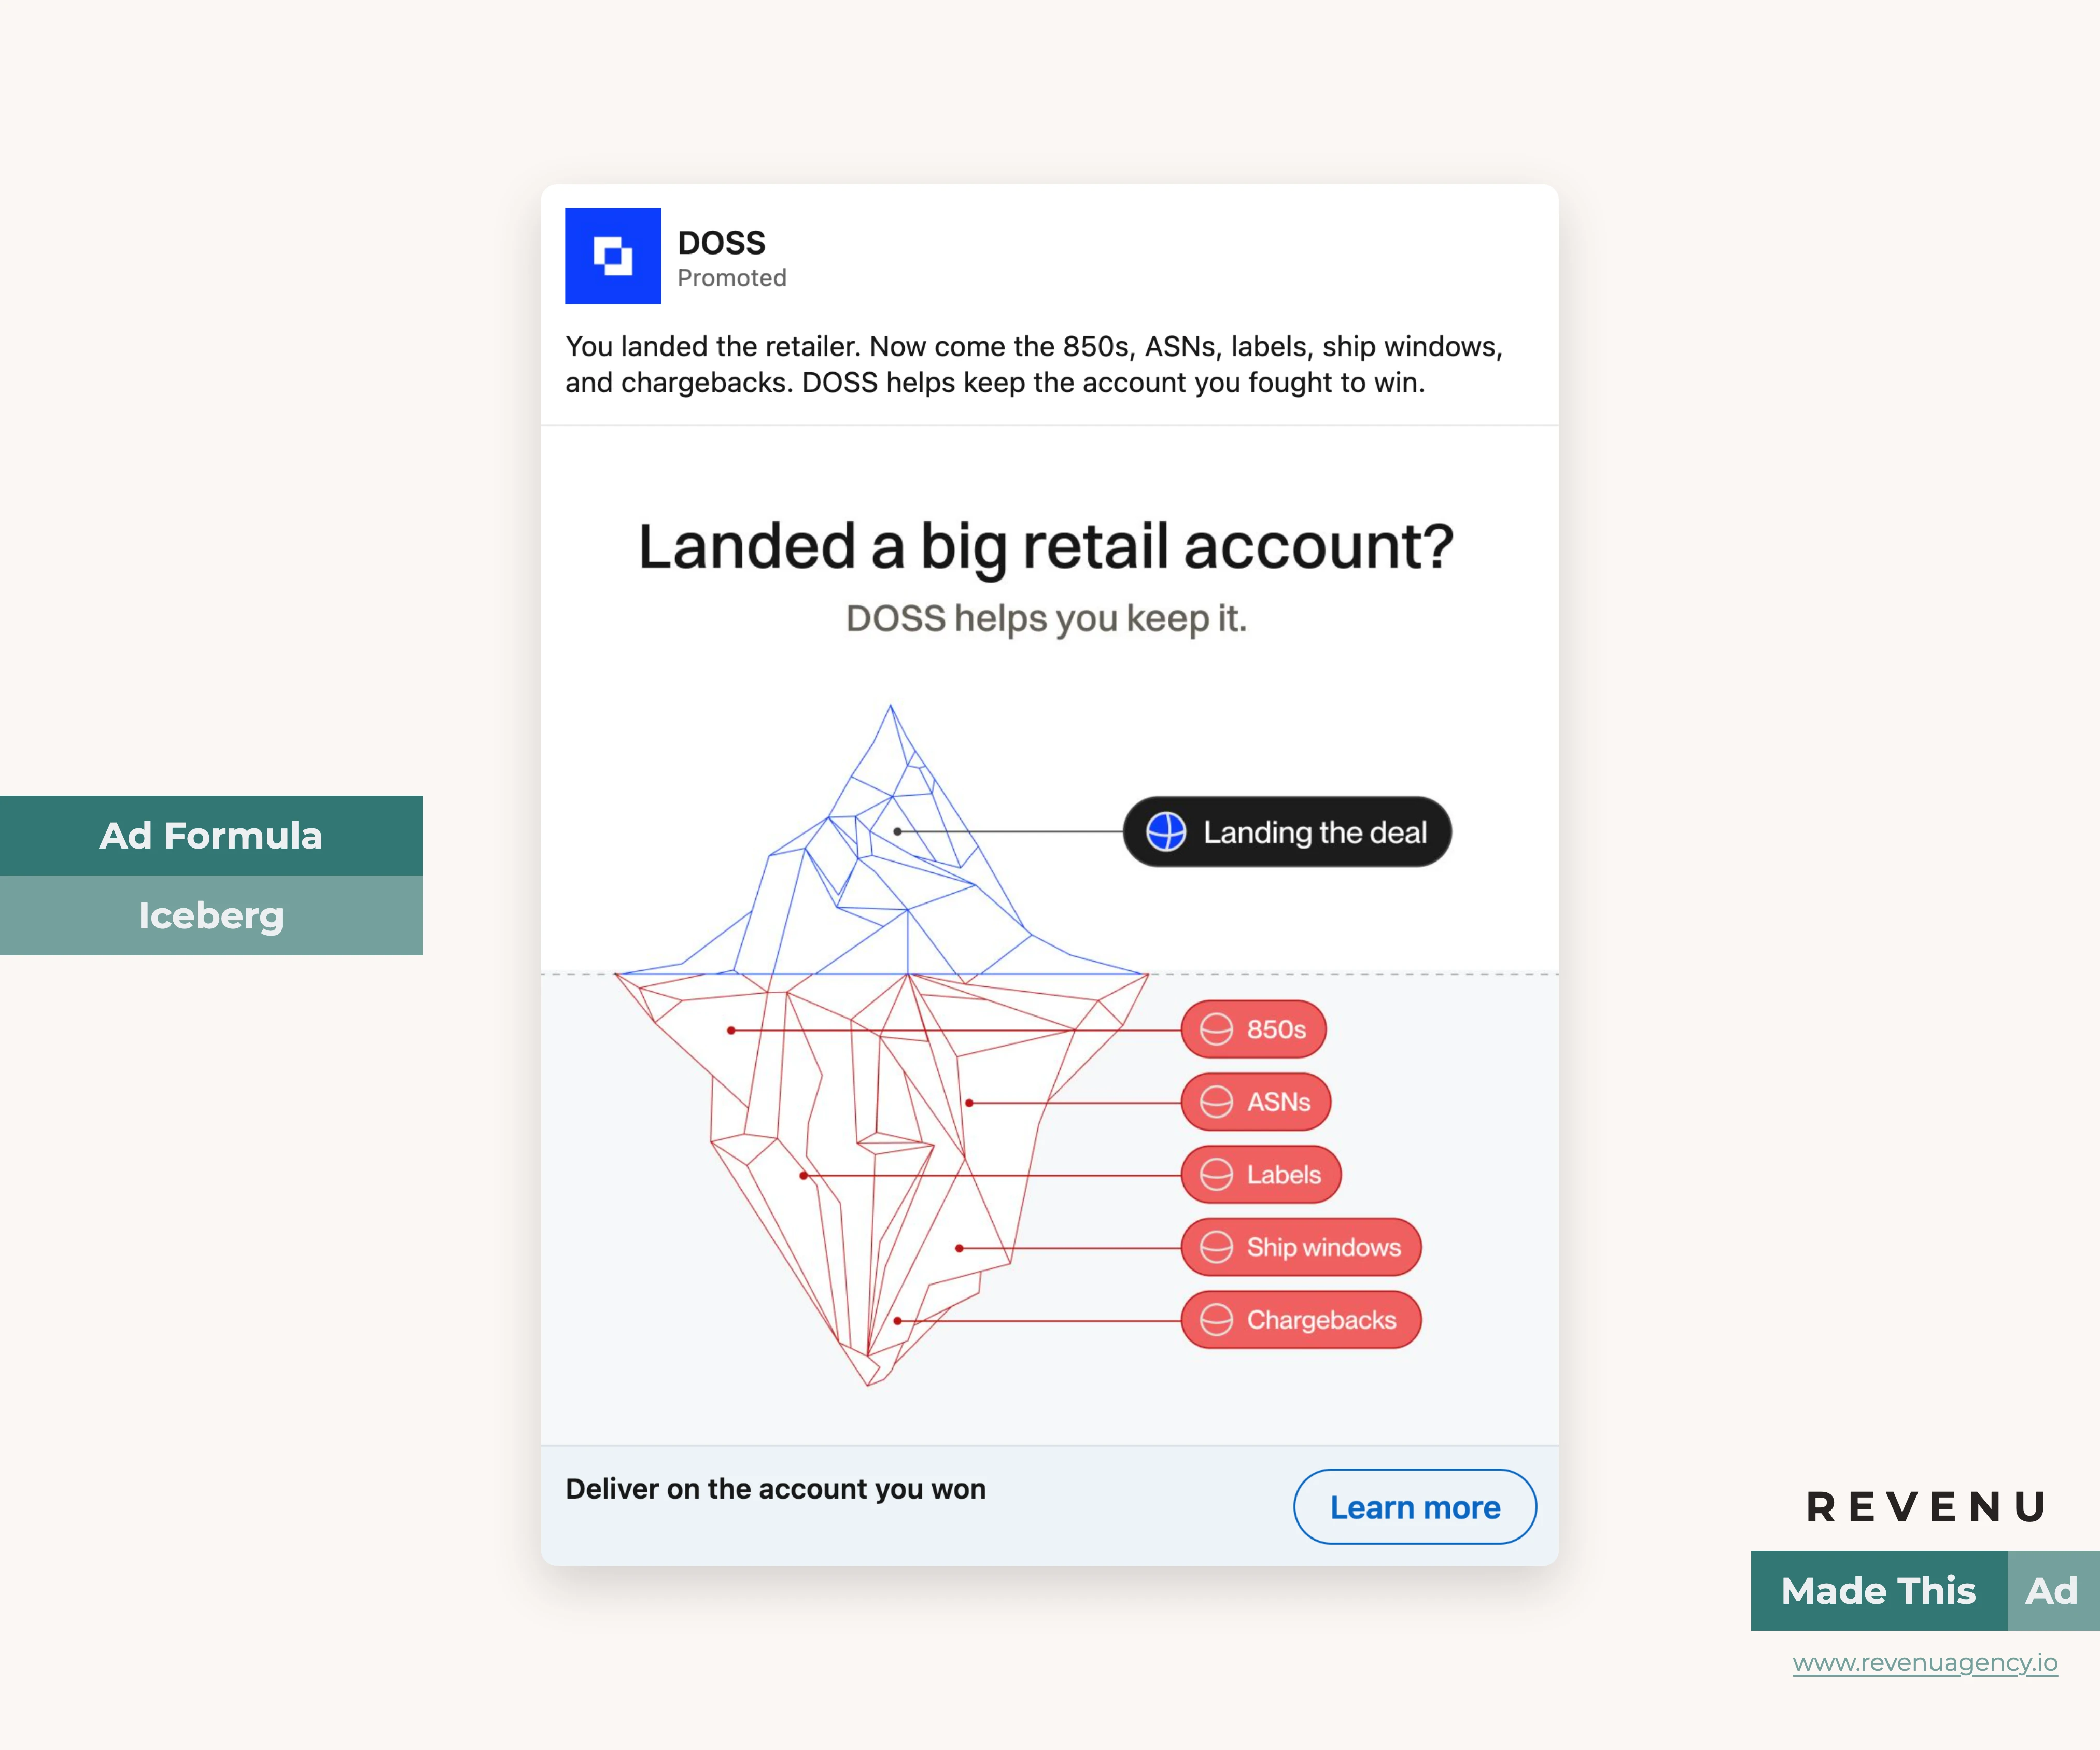 DOSS
Promoted
You landed the retailer. Now come the 850s, ASNs, labels, ship windows,
and chargebacks. DOSS helps keep the account you fought to win.
Landed a big retail account?
DOSS helps you keep it.
Landing the deal
Ad Formula
Iceberg
850s
ASNs
Labels
Ship windows
Chargebacks
Deliver on the account you won
Learn more
REVENU
Made This Ad
www.revenuagency.io